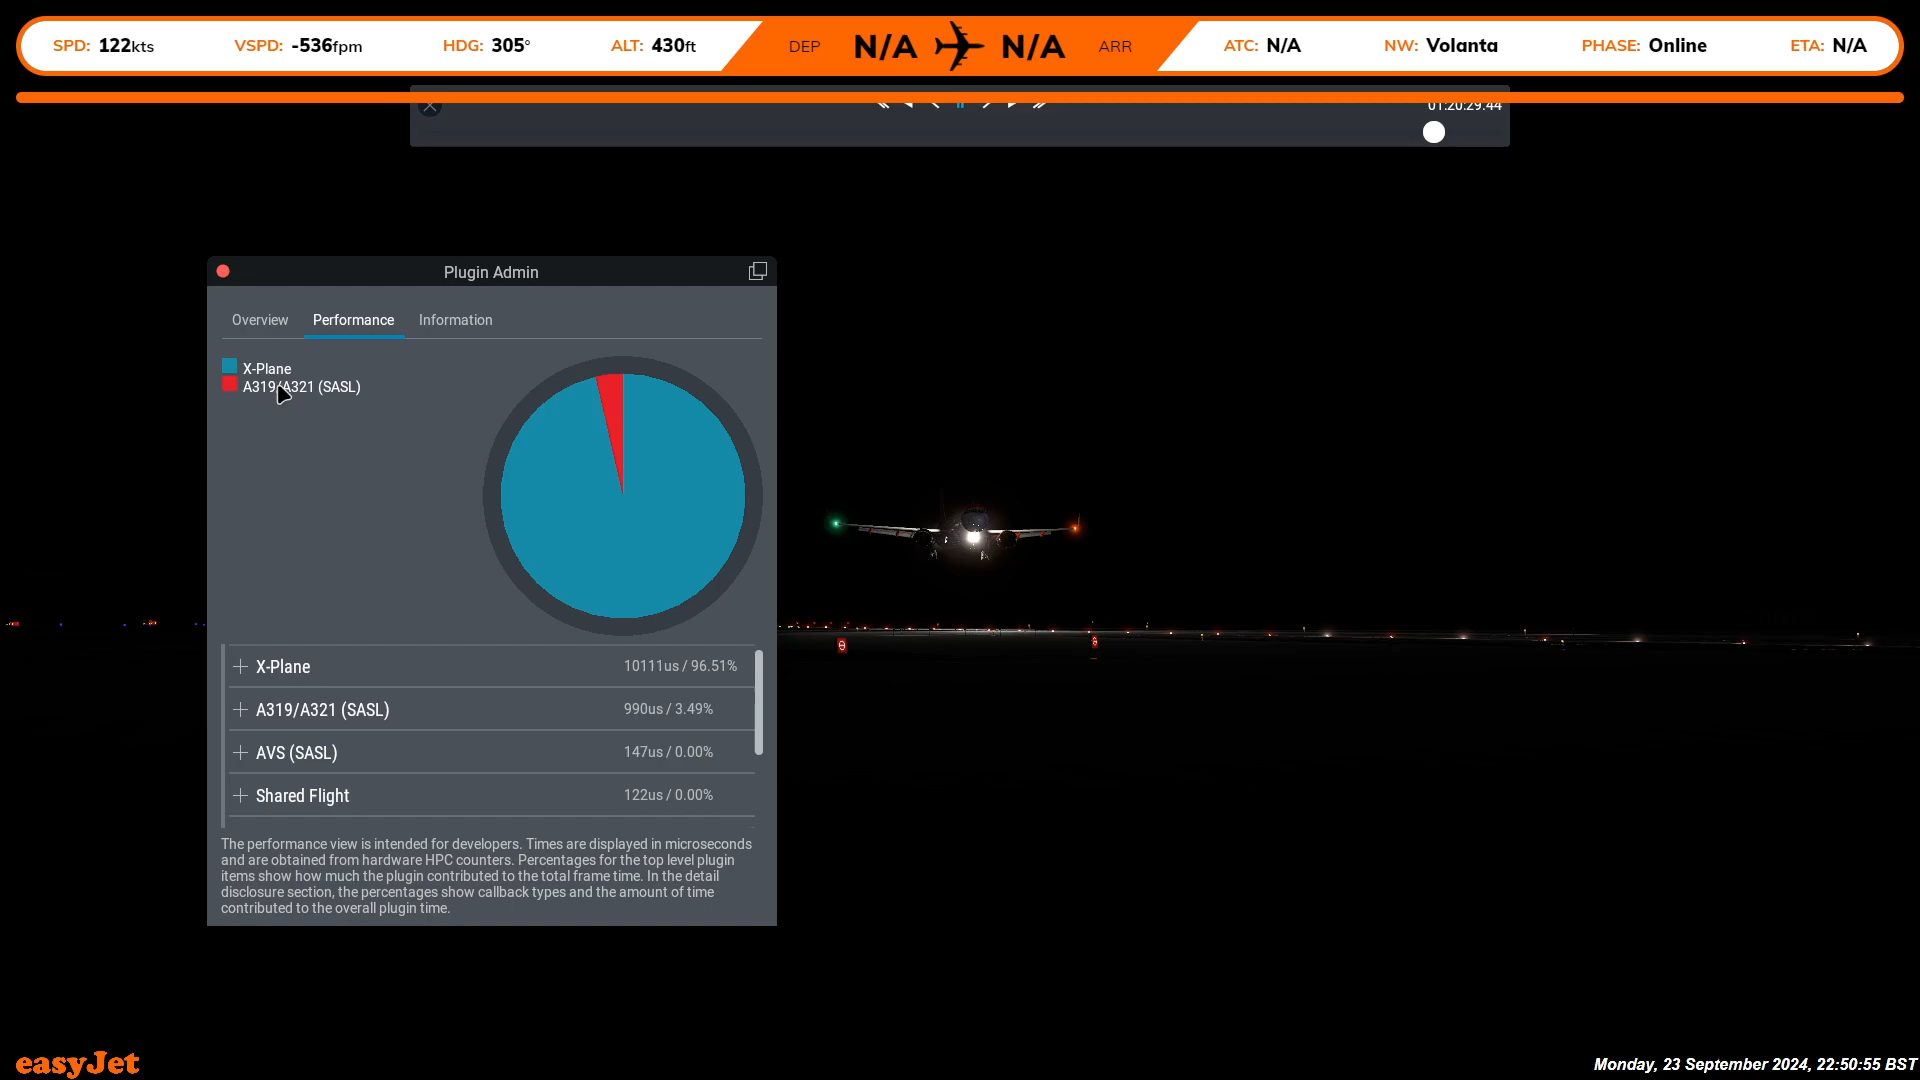 SPD: 122kts VSPD: -536fpm HDG: 305° ALT: 430ft DEP N/A N/A ARR ATC: N/A NW: Volanta PHASE: Online ETA: N/A
01:20:29.44
Plugin Admin
Overview Performance Information
X-Plane
A319/A321 (SASL)
X-Plane 10111us / 96.51%
A319/A321 (SASL) 990us / 3.49%
AVS (SASL) 147us / 0.00%
Shared Flight 122us / 0.00%
The performance view is intended for developers. Times are displayed in microseconds
and are obtained from hardware HPC counters. Percentages for the top level plugin
items show how much the plugin contributed to the total frame time. In the detail
disclosure section, the percentages show callback types and the amount of time
contributed to the overall plugin time.
easyJet
Monday, 23 September 2024, 22:50:55 BST